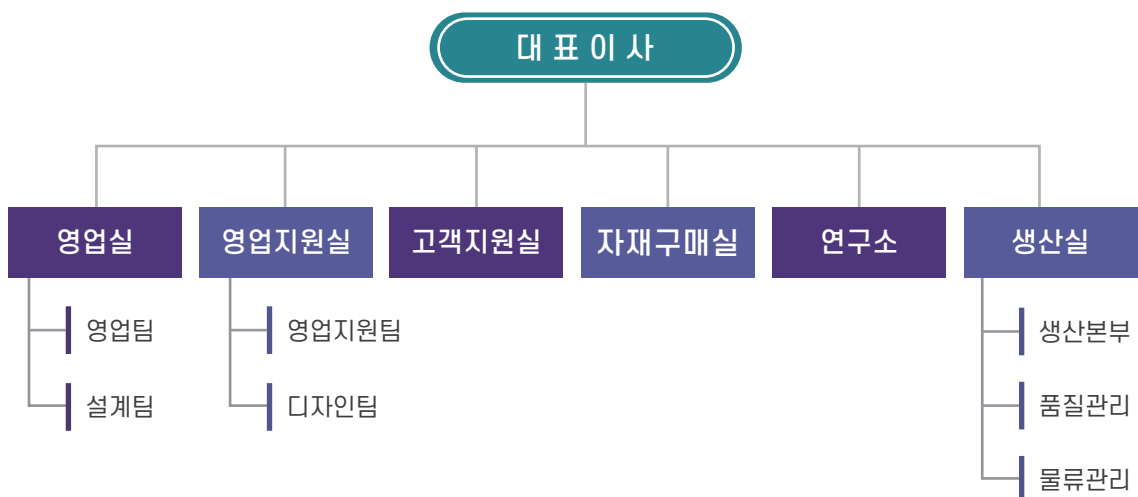 대표이사
영업실
영업지원실
고객지원실
자재구매실
연구소
생산실
영업팀
설계팀
영업지원팀
디자인팀
생산본부
품질관리
물류관리